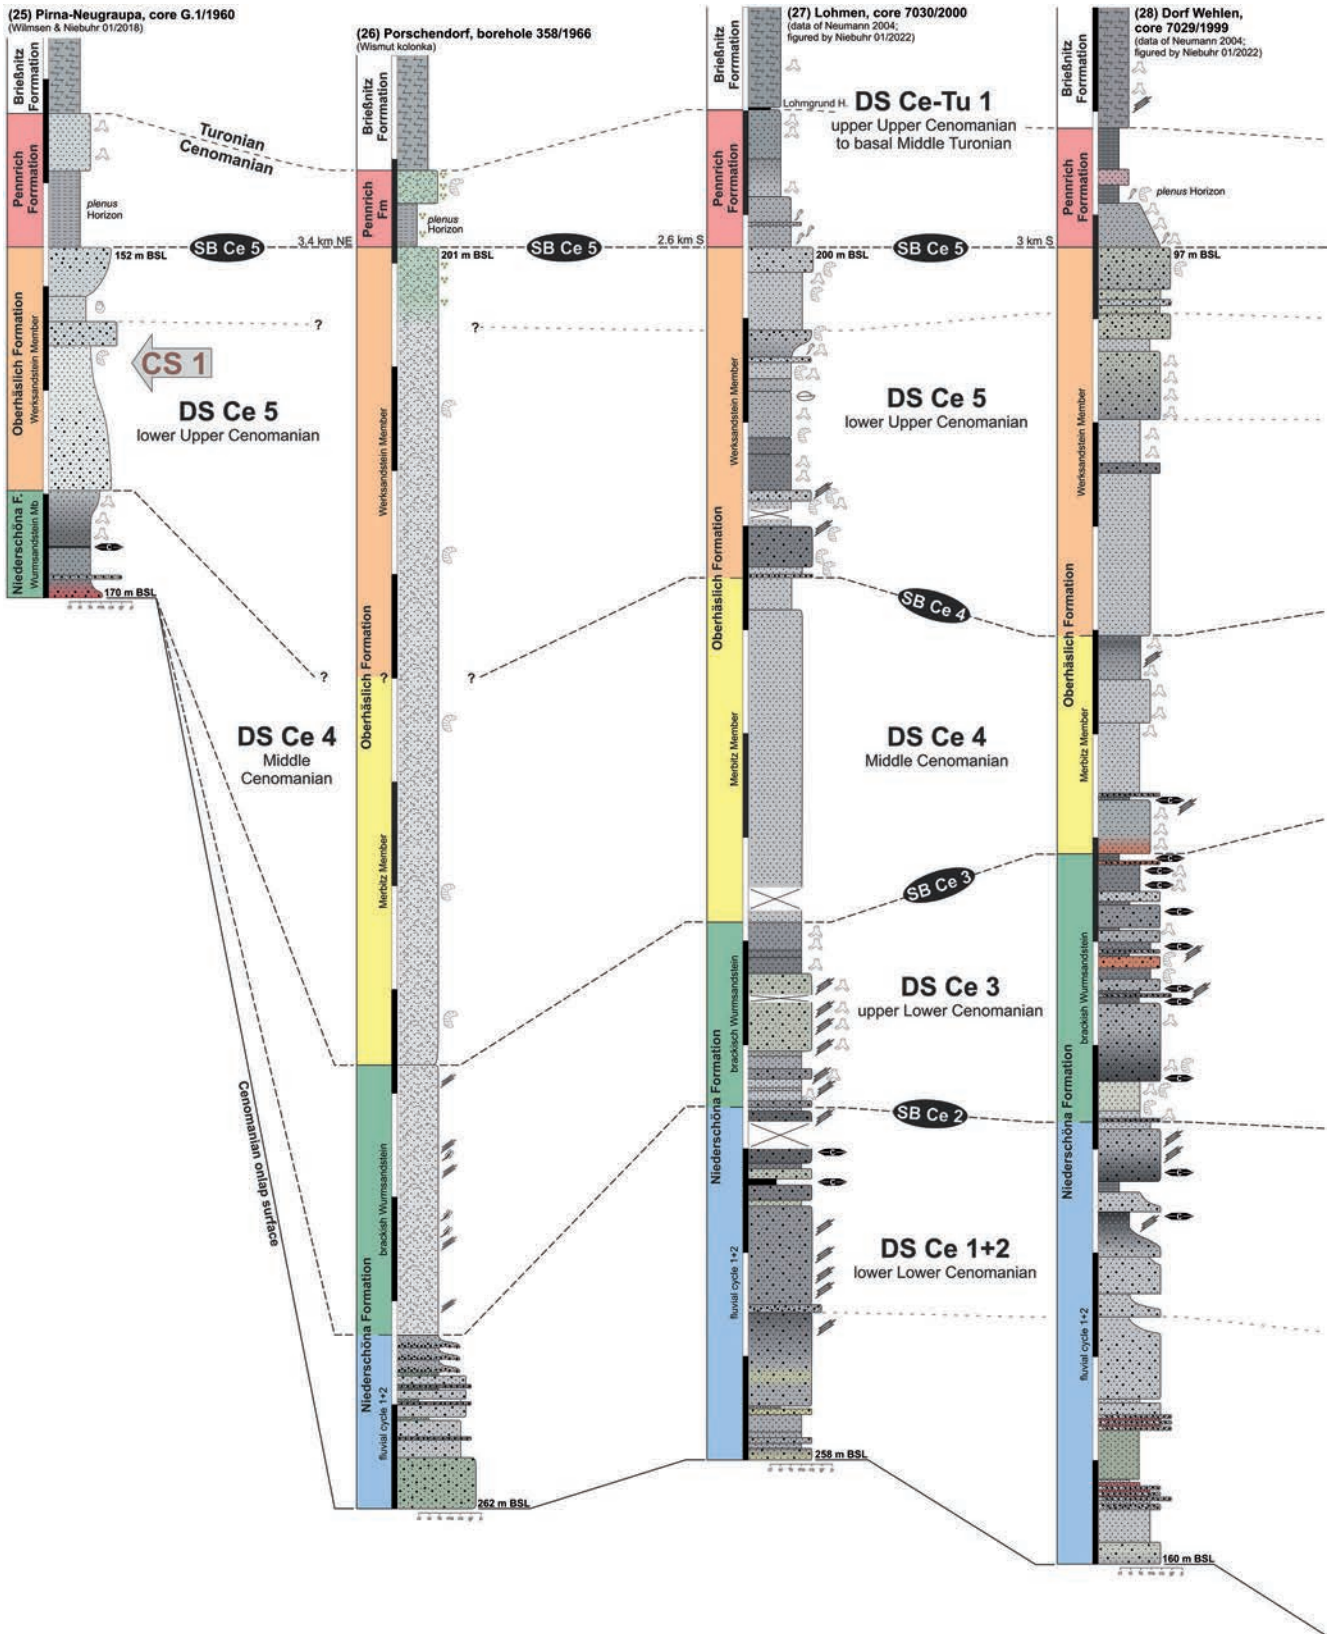 (25) Pirna-Neugraupa, core G.1/1960
(Wilmsen & Niebuhr 01/2018)
(26) Porschendorf, borehole 358/1966
(Wismut kolonka)
(27) Lohmen, core 7030/2000
(data of Neumann 2004;
figured by Niebuhr 01/2022)
(28) Dorf Wehlen,
core 7029/1999
(data of Neumann 2004;
figured by Niebuhr 01/2022)
Brießnitz
Forrmation
Pennrich
Forrmation
Oberhäslich Formation
Werksandstein Member
Niederschöna F.
Wurmsandstein Mb
plenus
Horizon
152 m BSL
C
170 m BSL
Turonian
Cenomanian
SB Ce 5
3.4 km NE
?
CS 1
DS Ce 5
lower Upper Cenomanian
?
DS Ce 4
Middle
Cenomanian
Cenomanian onlap surface
Brießnitz
Forrmation
Pennrich
Fm
Oberhäslich Formation
?
Werksandstein Member
Merbitz Member
Niederschöna Formation
brackish Wurmsandstein
fluvial cycle 1+2
plenus
Horizon
201 m BSL
262 m BSL
SB Ce 5
2.6 km S
?
?
Brießnitz
Forrmation
Pennrich
Forrmation
Oberhäslich Formation
Werksandstein Member
Merbitz Member
Niederschöna Formation
brackisch Wurmsandstein
fluvial cycle 1+2
Lohmgrund H.
200 m BSL
C
C
258 m BSL
DS Ce-Tu 1
upper Upper Cenomanian
to basal Middle Turonian
SB Ce 5
3 km S
DS Ce 5
lower Upper Cenomanian
SB Ce 4
DS Ce 4
Middle Cenomanian
SB Ce 3
DS Ce 3
upper Lower Cenomanian
SB Ce 2
DS Ce 1+2
lower Lower Cenomanian
Brießnitz
Forrmation
Pennrich
Forrmation
Oberhäslich Formation
Werksandstein Member
Merbitz Member
Niederschöna Formation
brackish Wurmsandstein
fluvial cycle 1+2
plenus Horizon
97 m BSL
C
C
C
C
C
C
C
C
C
C
C
160 m BSL